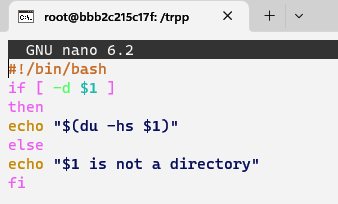 root@bbb2c215c17f: /trpp
GNU nano 6.2
#!/bin/bash
if [ -d $1 ]
then
echo "$(du -hs $1)"
else
echo "$1 is not a directory"
fi